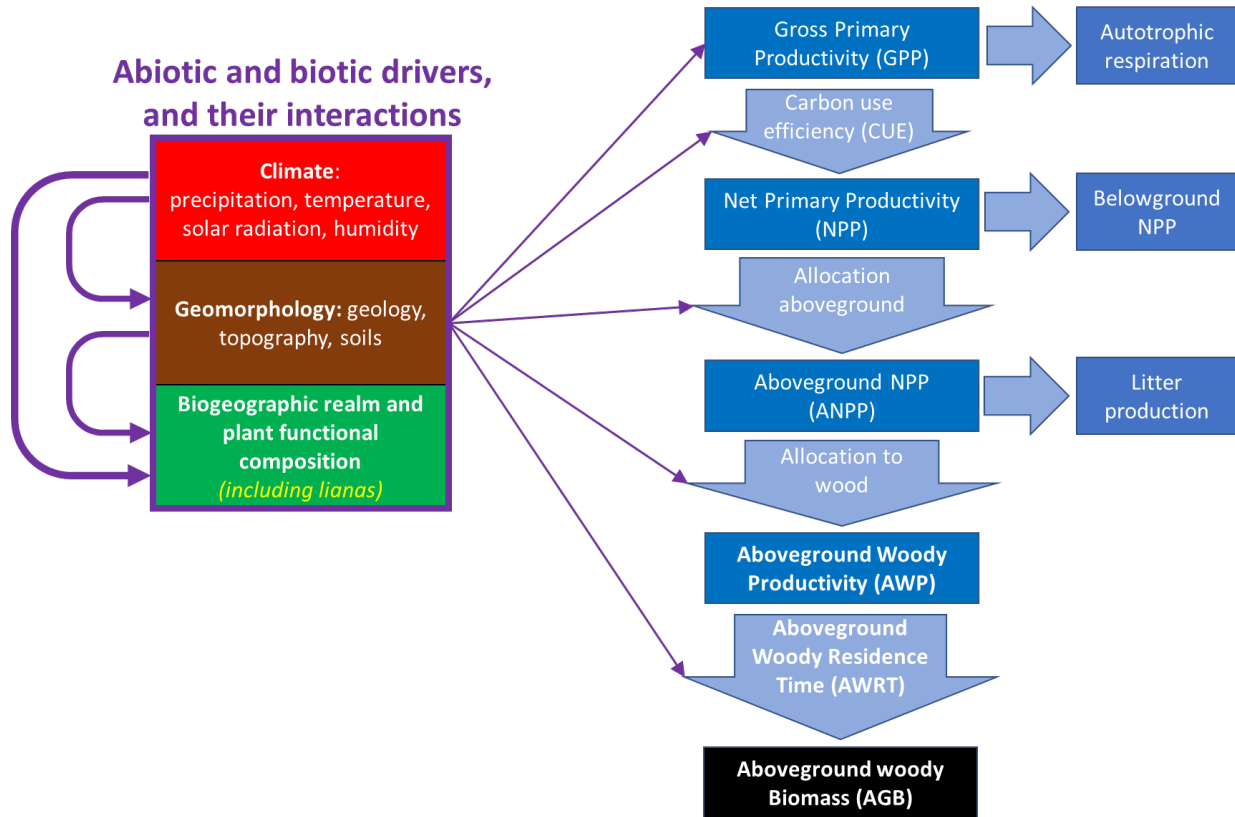 Abiotic and biotic drivers,
and their interactions
Climate:
precipitation, temperature,
solar radiation, humidity
Geomorphology: geology,
topography, soils
Biogeographic realm and
plant functional
composition
(including lianas)
Gross Primary
Productivity (GPP)
Autotrophic
respiration
Carbon use
efficiency (CUE)
Net Primary Productivity
(NPP)
Belowground
NPP
Allocation
aboveground
Aboveground NPP
(ANPP)
Litter
production
Allocation to
wood
Aboveground Woody
Productivity (AWP)
Aboveground
Woody Residence
Time (AWRT)
Aboveground woody
Biomass (AGB)